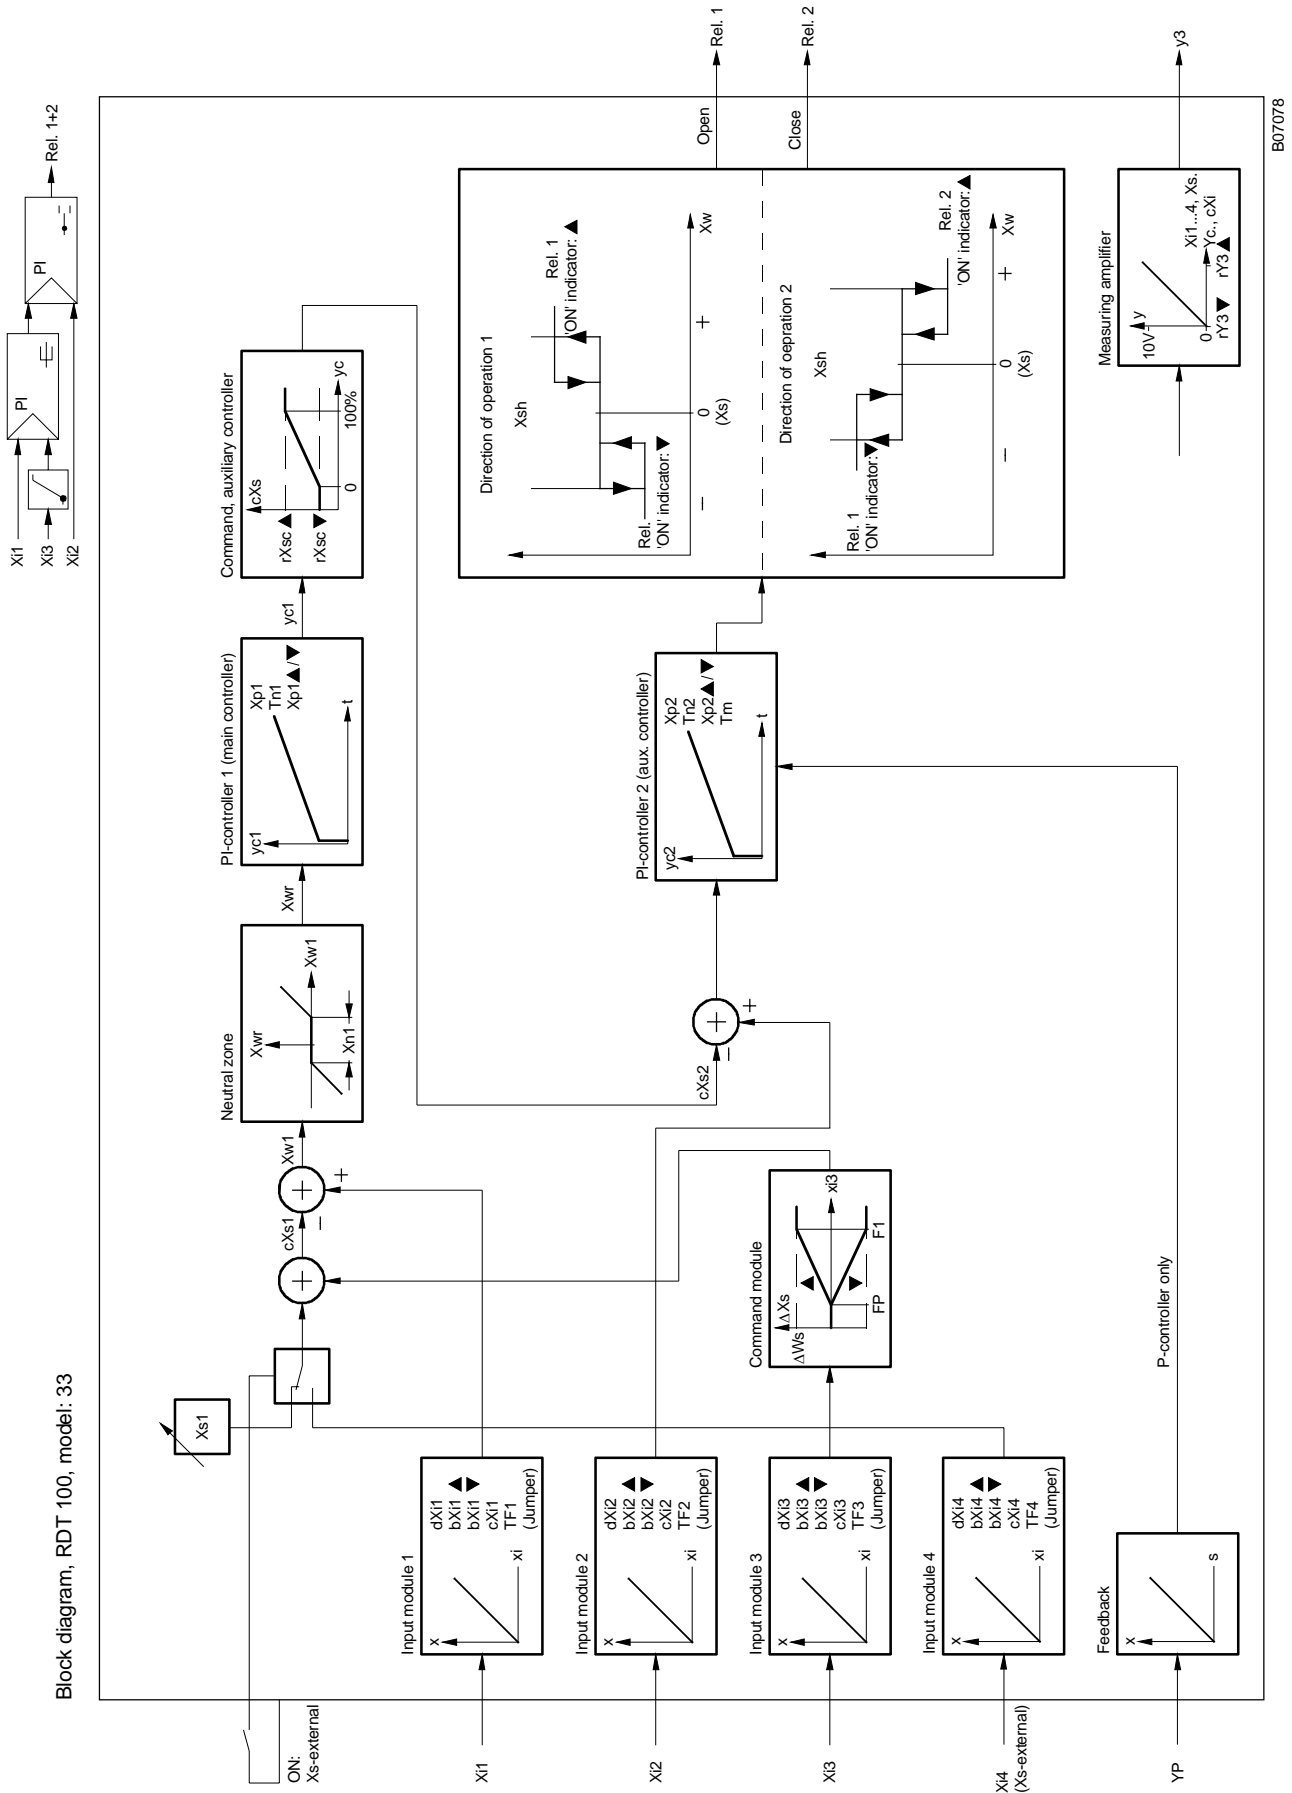 Block diagram, RDT 100, model: 33
Xi1
Xi3
Xi2
PI
PI
Rel. 1+2
ON:
Xs-external
Xs1
cXs1
−
+
Xw1
Neutral zone
Xwr
Xw1
Xn1
Xwr
PI-controller 1 (main controller)
yc1
t
Xp1
Tn1
Xp1▲/▼
yc1
Command, auxiliary controller
cXs
rXsc ▲
rXsc ▼
0
100%
yc
Xi1
Input module 1
x
xi
dXi1
bXi1 ▲
bXi1 ▼
cXi1
TF1
(Jumper)
Xi2
Input module 2
x
xi
dXi2
bXi2 ▲
bXi2 ▼
cXi2
TF2
(Jumper)
Xi3
Input module 3
x
xi
dXi3
bXi3 ▲
bXi3 ▼
cXi3
TF3
(Jumper)
Xi4
(Xs-external)
Input module 4
x
xi
dXi4
bXi4 ▲
bXi4 ▼
cXi4
TF4
(Jumper)
YP
Feedback
x
s
Command module
ΔXs
ΔWs
FP
F1
xi3
cXs2
−
+
PI-controller 2 (aux. controller)
yc2
t
Xp2
Tn2
Xp2▲/▼
Tm
P-controller only
Direction of operation 1
Xsh
Rel. 1
'ON' indicator: ▲
Rel.
'ON' indicator: ▼
−
0
(Xs)
+
Xw
Direction of oepration 2
Xsh
Rel. 1
'ON' indicator: ▼
Rel. 2
'ON' indicator: ▲
−
0
(Xs)
+
Xw
Open
Rel. 1
Close
Rel. 2
Measuring amplifier
10V
y
0
Xi1...4, Xs.
Yc., cXi
rY3 ▼
rY3 ▲
y3
B07078